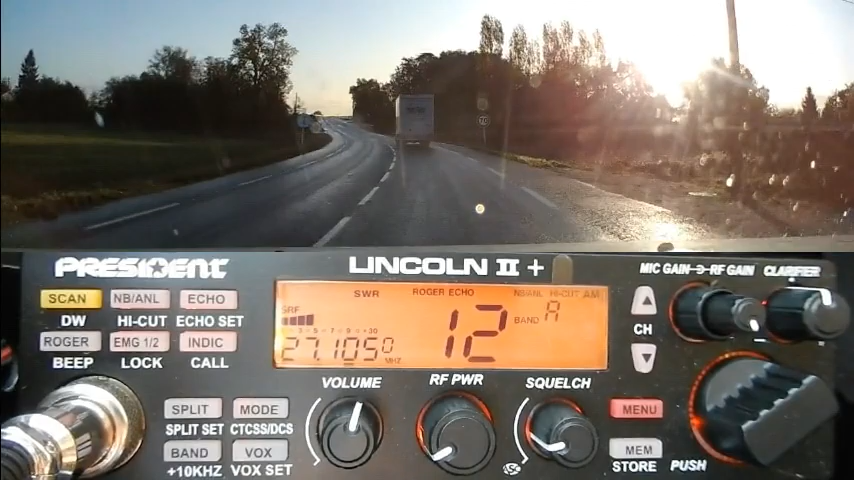 70
PRESIDENT
LINCOLN II +
MIC GAIN RF GAIN CLARIFIER
SCAN NB/ANL ECHO
DW HI-CUT ECHO SET
ROGER EMG 1/2 INDIC
BEEP LOCK CALL
SWR ROGER ECHO NB/ANL HI-CUT AM
SRF
12 BAND A
27.1050 MHZ
CH
VOLUME RF PWR SQUELCH
SPLIT MODE
SPLIT SET CTCSS/DCS
BAND VOX
+10KHZ VOX SET
MENU
MEM
STORE PUSH